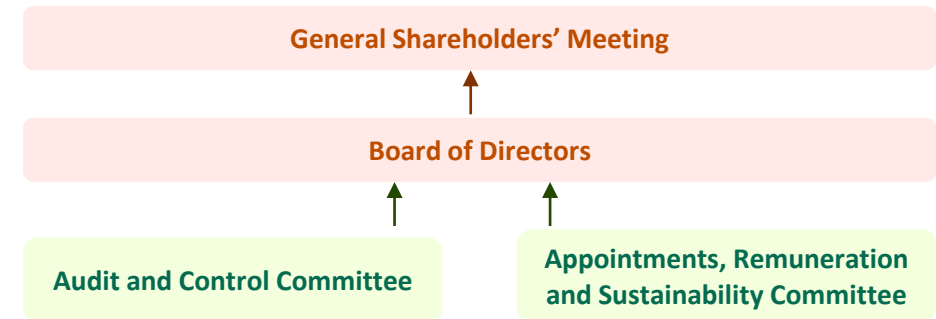 General Shareholders’ Meeting
Board of Directors
Audit and Control Committee
Appointments, Remuneration
and Sustainability Committee